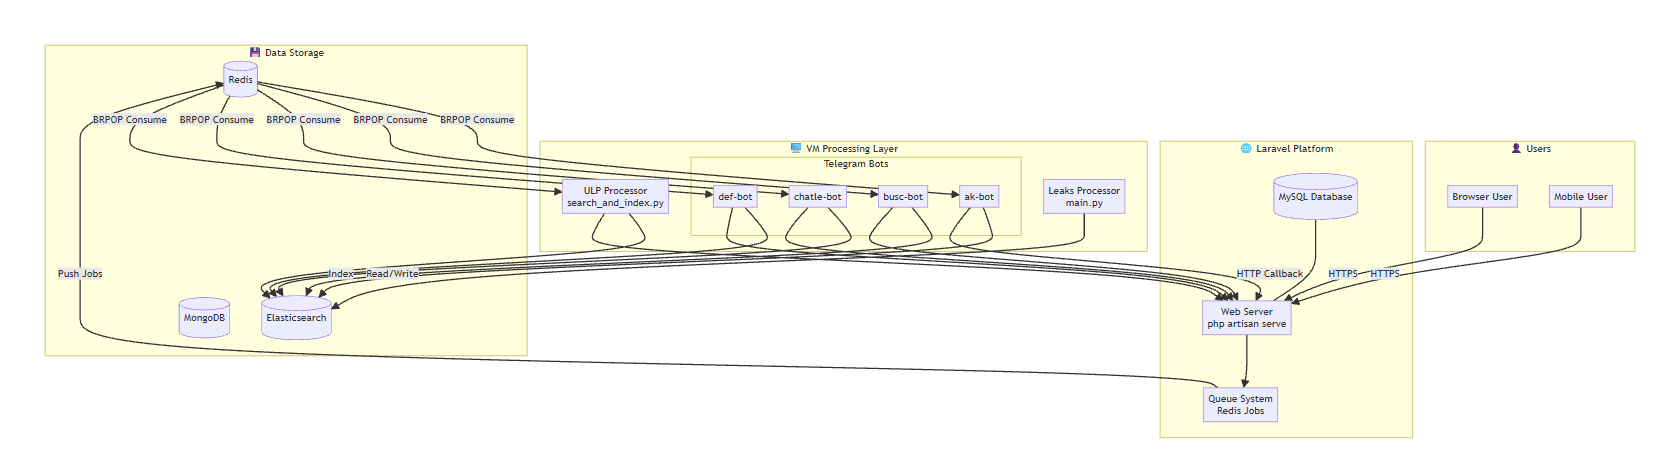 💾 Data Storage
Redis
BRPOP Consume
BRPOP Consume
BRPOP Consume
BRPOP Consume
BRPOP Consume
Push Jobs
Index
Read/Write
MongoDB
Elasticsearch
🖥️ VM Processing Layer
Telegram Bots
ULP Processor
search_and_index.py
def-bot
chatle-bot
busc-bot
ak-bot
Leaks Processor
main.py
🌐 Laravel Platform
MySQL Database
HTTP Callback
Web Server
php artisan serve
Queue System
Redis Jobs
👤 Users
Browser User
Mobile User
HTTPS
HTTPS